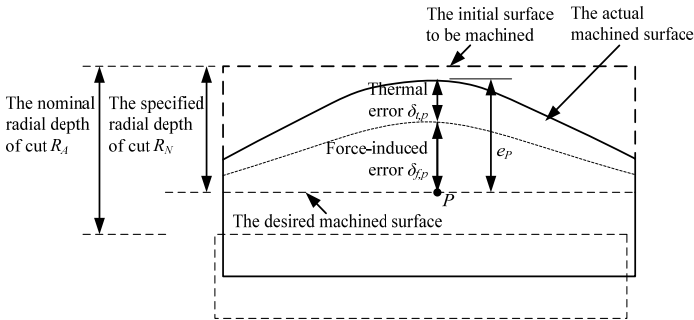 The initial surface
to be machined
The actual
machined surface
The nominal
radial depth
of cut R_A
The specified
radial depth
of cut R_N
Thermal
error δ_t,p
Force-induced
error δ_f,p
e_P
P
The desired machined surface